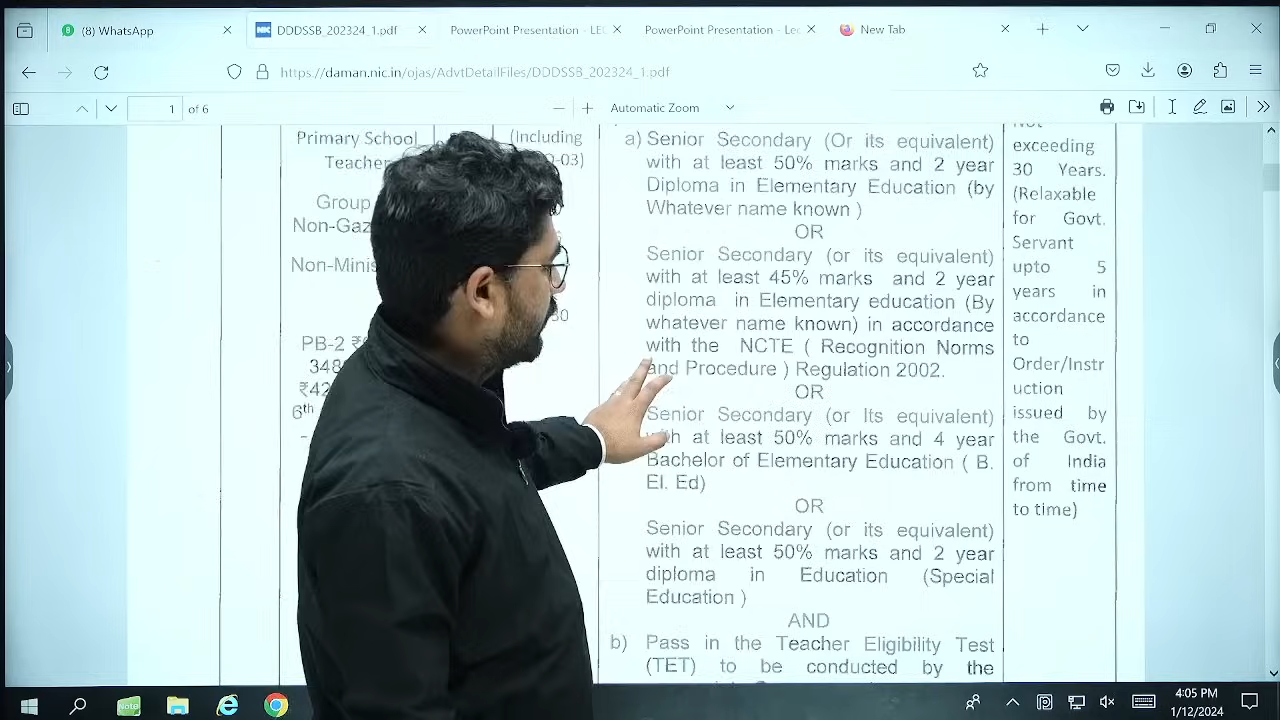 (8) WhatsApp
DDDSSB_202324_1.pdf
PowerPoint Presentation - LE
PowerPoint Presentation - Lec
New Tab
https://daman.nic.in/ojas/AdvtDetailFiles/DDDSSB_202324_1.pdf
1 of 6
Automatic Zoom
Primary School
Teacher
Group
Non-Gaz
Non-Minis
PB-2 ₹
348
₹42
6th
-
(Including
-03)
30
a) Senior Secondary (Or its equivalent)
with at least 50% marks and 2 year
Diploma in Elementary Education (by
Whatever name known )
OR
Senior Secondary (or its equivalent)
with at least 45% marks and 2 year
diploma in Elementary education (By
whatever name known) in accordance
with the NCTE ( Recognition Norms
and Procedure ) Regulation 2002.
OR
Senior Secondary (or Its equivalent)
with at least 50% marks and 4 year
Bachelor of Elementary Education ( B.
El. Ed)
OR
Senior Secondary (or its equivalent)
with at least 50% marks and 2 year
diploma in Education (Special
Education )
AND
b) Pass in the Teacher Eligibility Test
(TET) to be conducted by the
Not
exceeding
30 Years.
(Relaxable
for Govt.
Servant
upto 5
years in
accordance
to
Order/Instr
uction
issued by
the Govt.
of India
from time
to time)
4:05 PM
1/12/2024